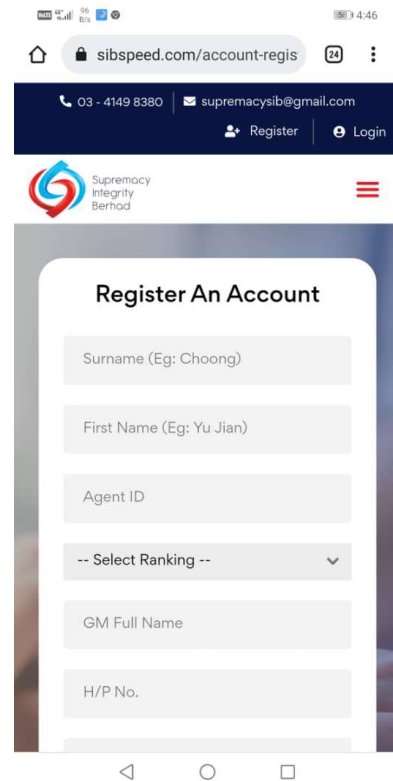 4:46
sibspeed.com/account-regis
24
03 - 4149 8380
supremacysib@gmail.com
Register
Login
Supremacy
Integrity
Berhad
Register An Account
Surname (Eg: Choong)
First Name (Eg: Yu Jian)
Agent ID
-- Select Ranking --
GM Full Name
H/P No.